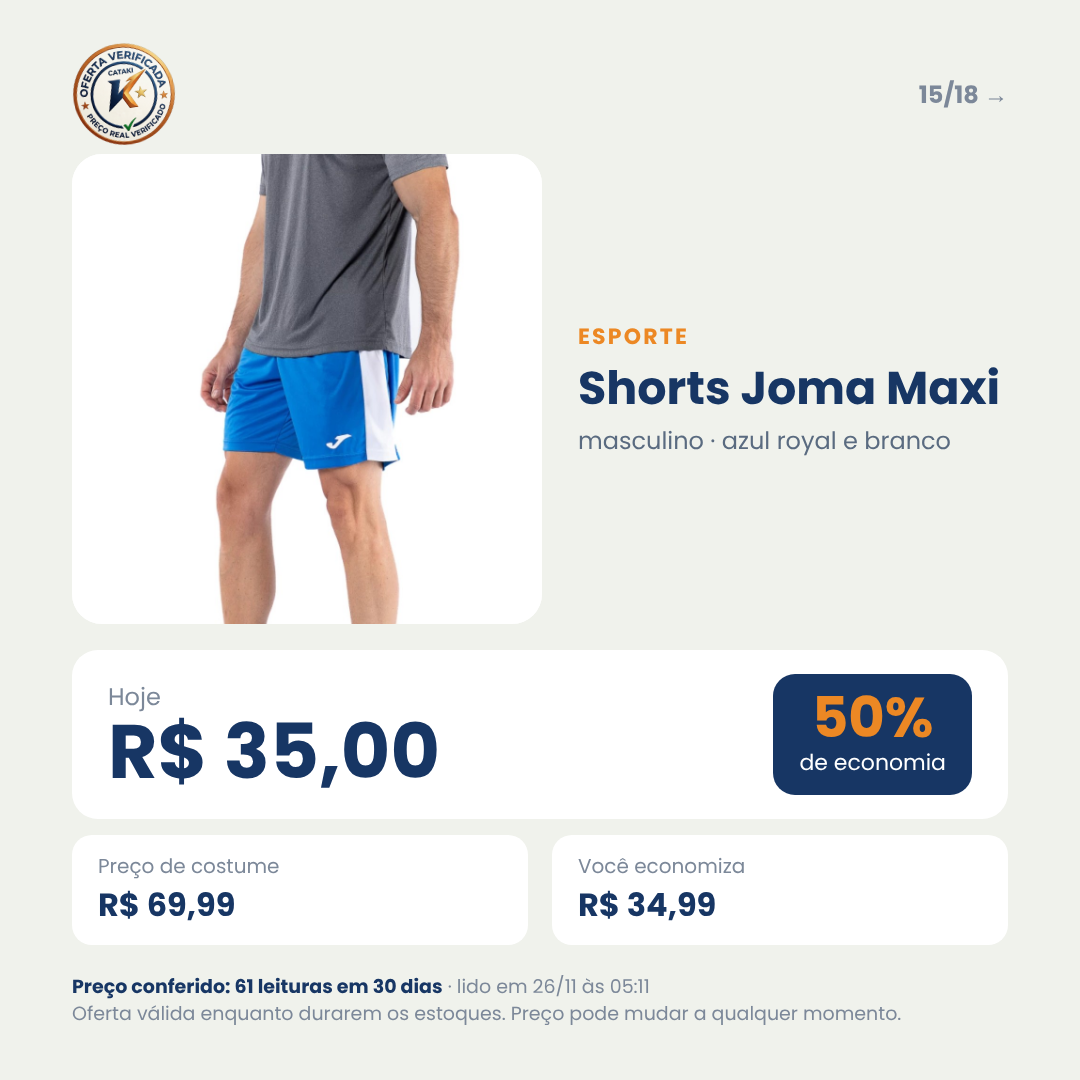 OFERTA VERIFICADA
CATAKI
K
PREÇO REAL VERIFICADO
15/18 →
ESPORTE
Shorts Joma Maxi
masculino · azul royal e branco
Hoje
R$ 35,00
50%
de economia
Preço de costume
R$ 69,99
Você economiza
R$ 34,99
Preço conferido: 61 leituras em 30 dias · lido em 26/11 às 05:11
Oferta válida enquanto durarem os estoques. Preço pode mudar a qualquer momento.